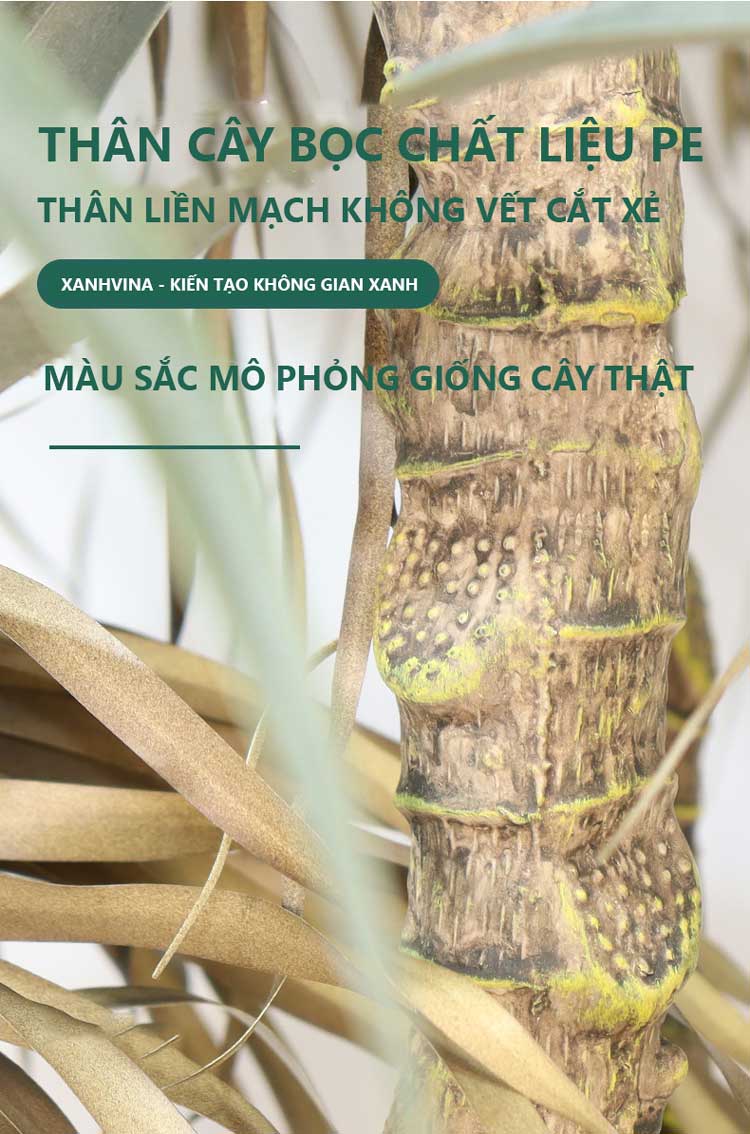 THÂN CÂY BỌC CHẤT LIỆU PE
THÂN LIỀN MẠCH KHÔNG VẾT CẮT XẺ
XANHVINA - KIẾN TẠO KHÔNG GIAN XANH
MÀU SẮC MÔ PHỎNG GIỐNG CÂY THẬT